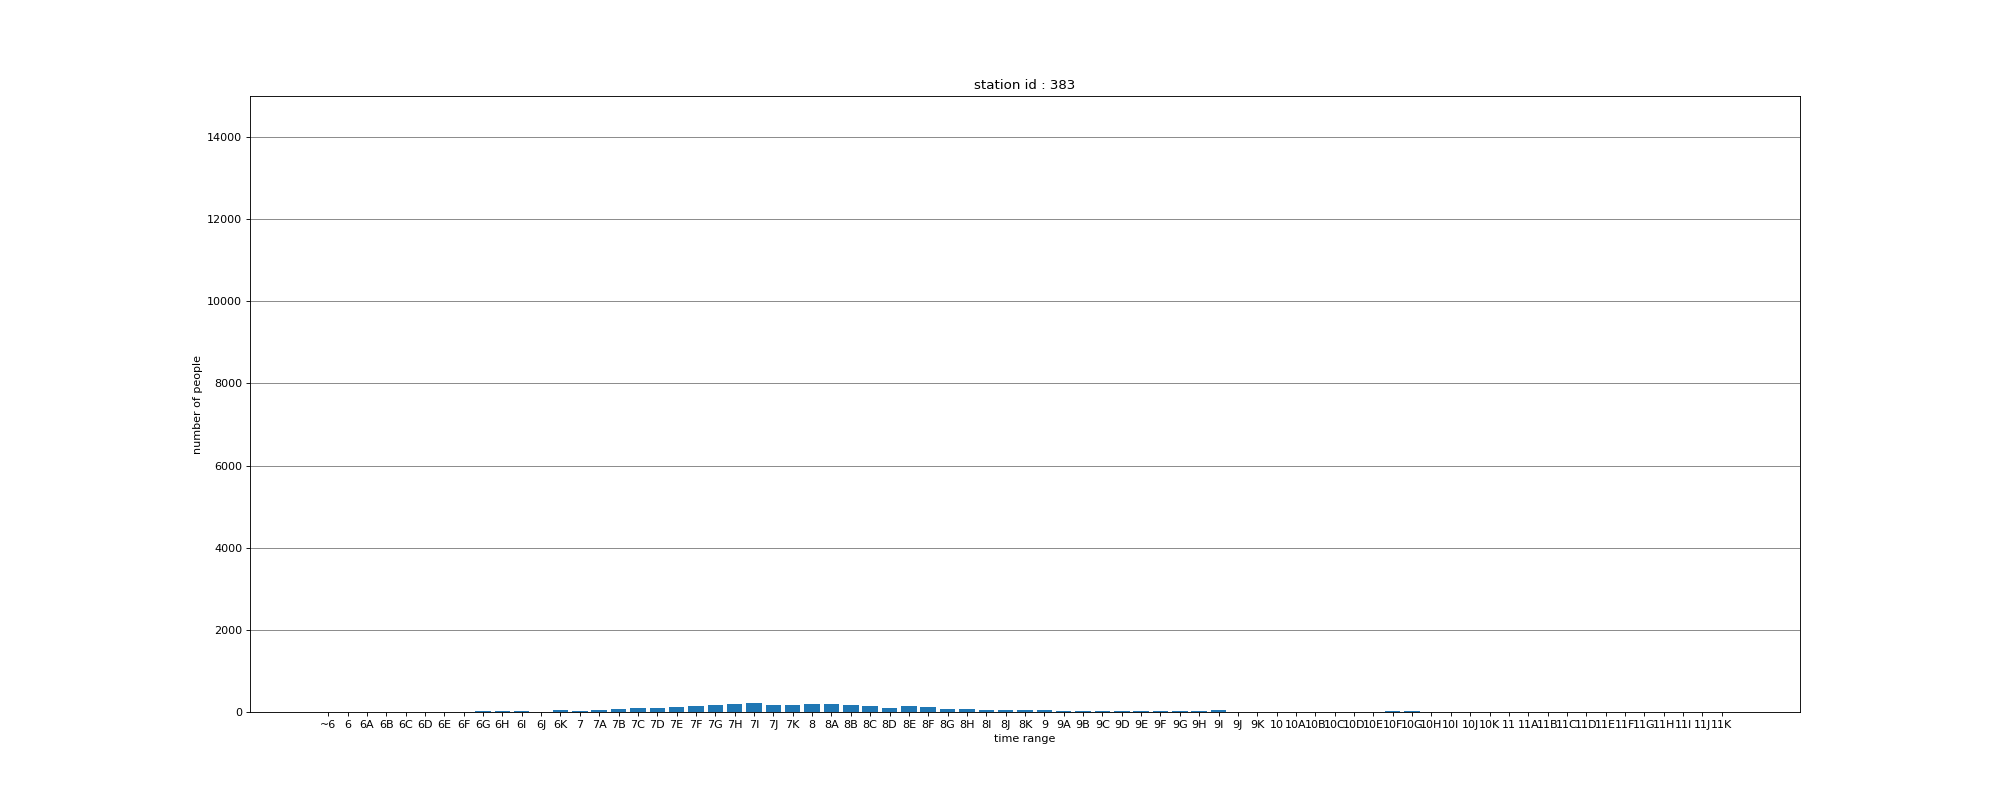 station id : 383
14000
12000
10000
8000
6000
4000
2000
0
number of people
~6 6 6A 6B 6C 6D 6E 6F 6G 6H 6I 6J 6K 7 7A 7B 7C 7D 7E 7F 7G 7H 7I 7J 7K 8 8A 8B 8C 8D 8E 8F 8G 8H 8I 8J 8K 9 9A 9B 9C 9D 9E 9F 9G 9H 9I 9J 9K 10 10A 10B 10C 10D 10E 10F 10G 10H 10I 10J 10K 11 11A 11B 11C 11D 11E 11F 11G 11H 11I 11J 11K
time range